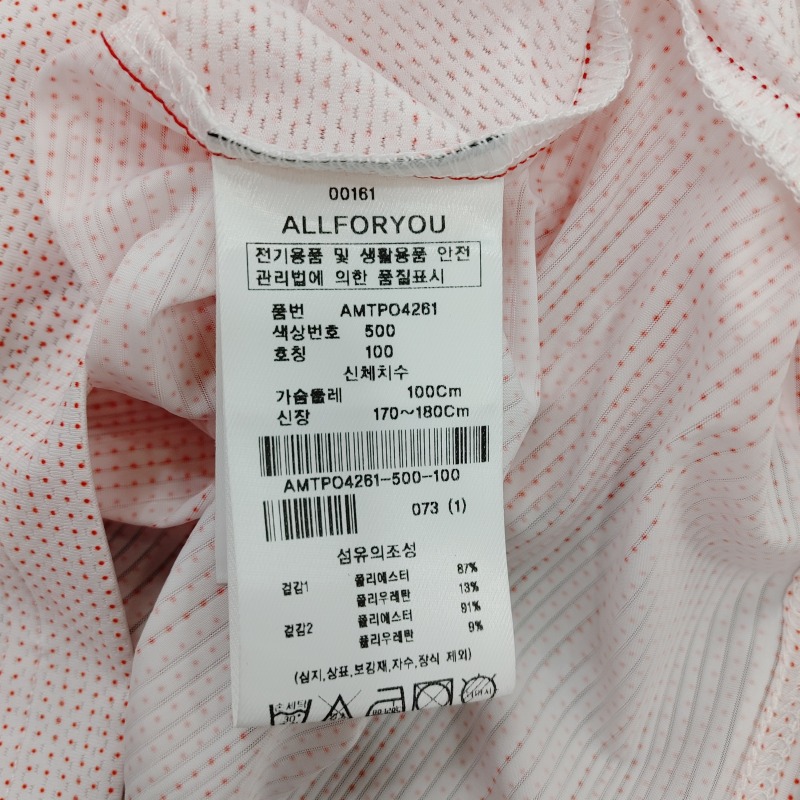 00161
ALLFORYOU
전기용품 및 생활용품 안전
관리법에 의한 품질표시
품번 AMTPO4261
색상번호 500
호칭 100
신체치수
가슴둘레 100Cm
신장 170~180Cm
AMTPO4261-500-100
073 (1)
섬유의조성
겉감1 폴리에스터 87%
폴리우레탄 13%
겉감2 폴리에스터 91%
폴리우레탄 9%
(심지,상표,보강재,자수,장식 제외)